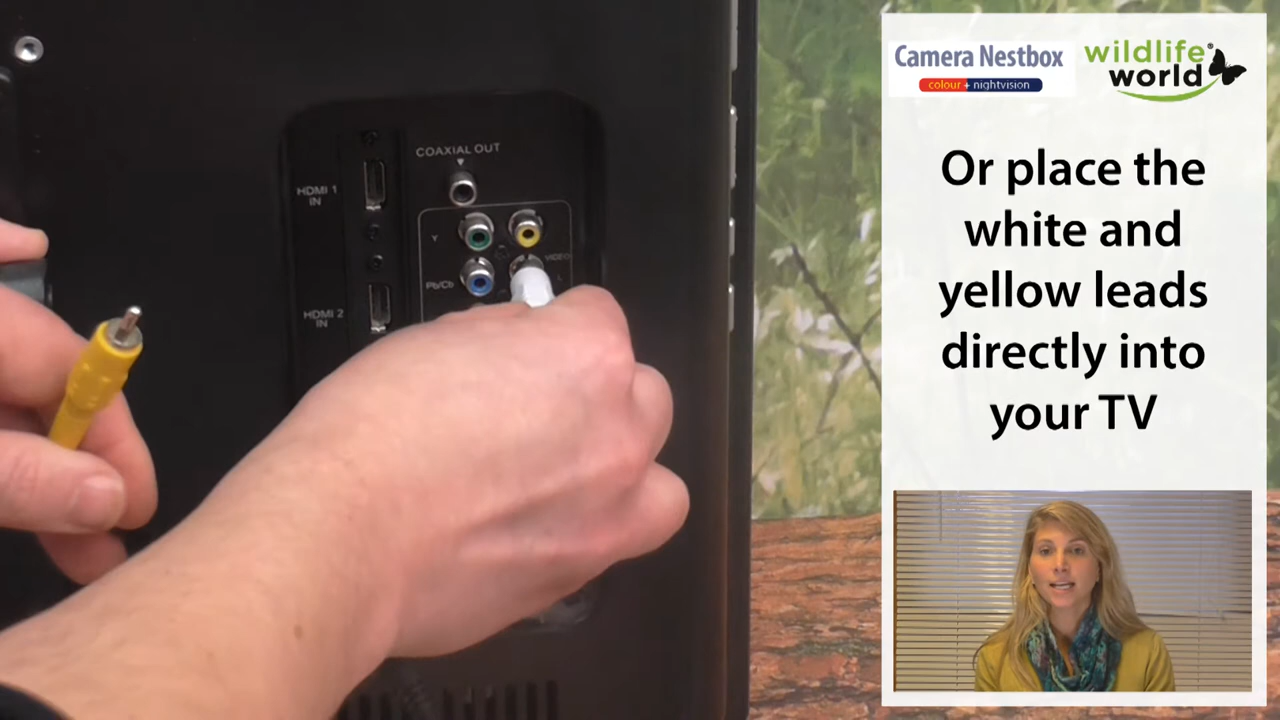 COAXIAL OUT
HDMI 1
IN
Y
VIDEO
Pb/Cb
L
HDMI 2
IN
Camera Nestbox
colour + nightvision
wildlife®
world
Or place the
white and
yellow leads
directly into
your TV